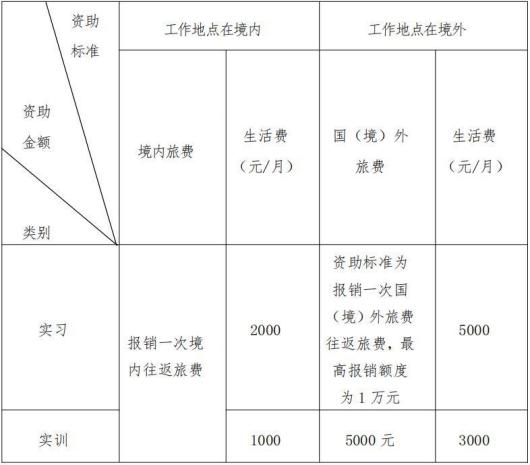 资助
标准
工作地点在境内
工作地点在境外
资助
金额
类别
境内旅费
生活费
（元/月）
国（境）外
旅费
生活费
（元/月）
实习
报销一次境
内往返旅费
2000
资助标准为
报销一次国
（境）外旅费
往返旅费，最
高报销额度
为 1 万元
5000
实训
1000
5000 元
3000